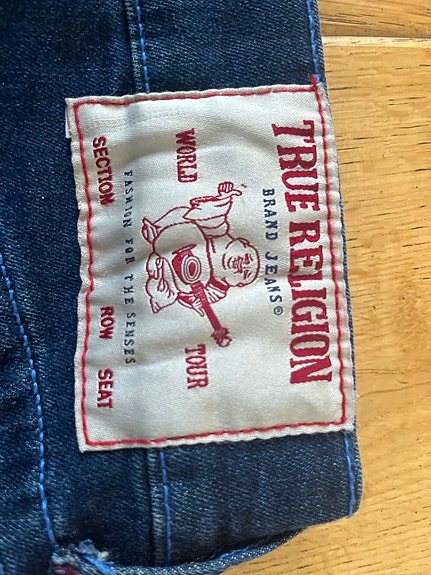 TRUE RELIGION
BRAND JEANS®
WORLD TOUR
FASHION FOR THE SENSES
SECTION ROW SEAT